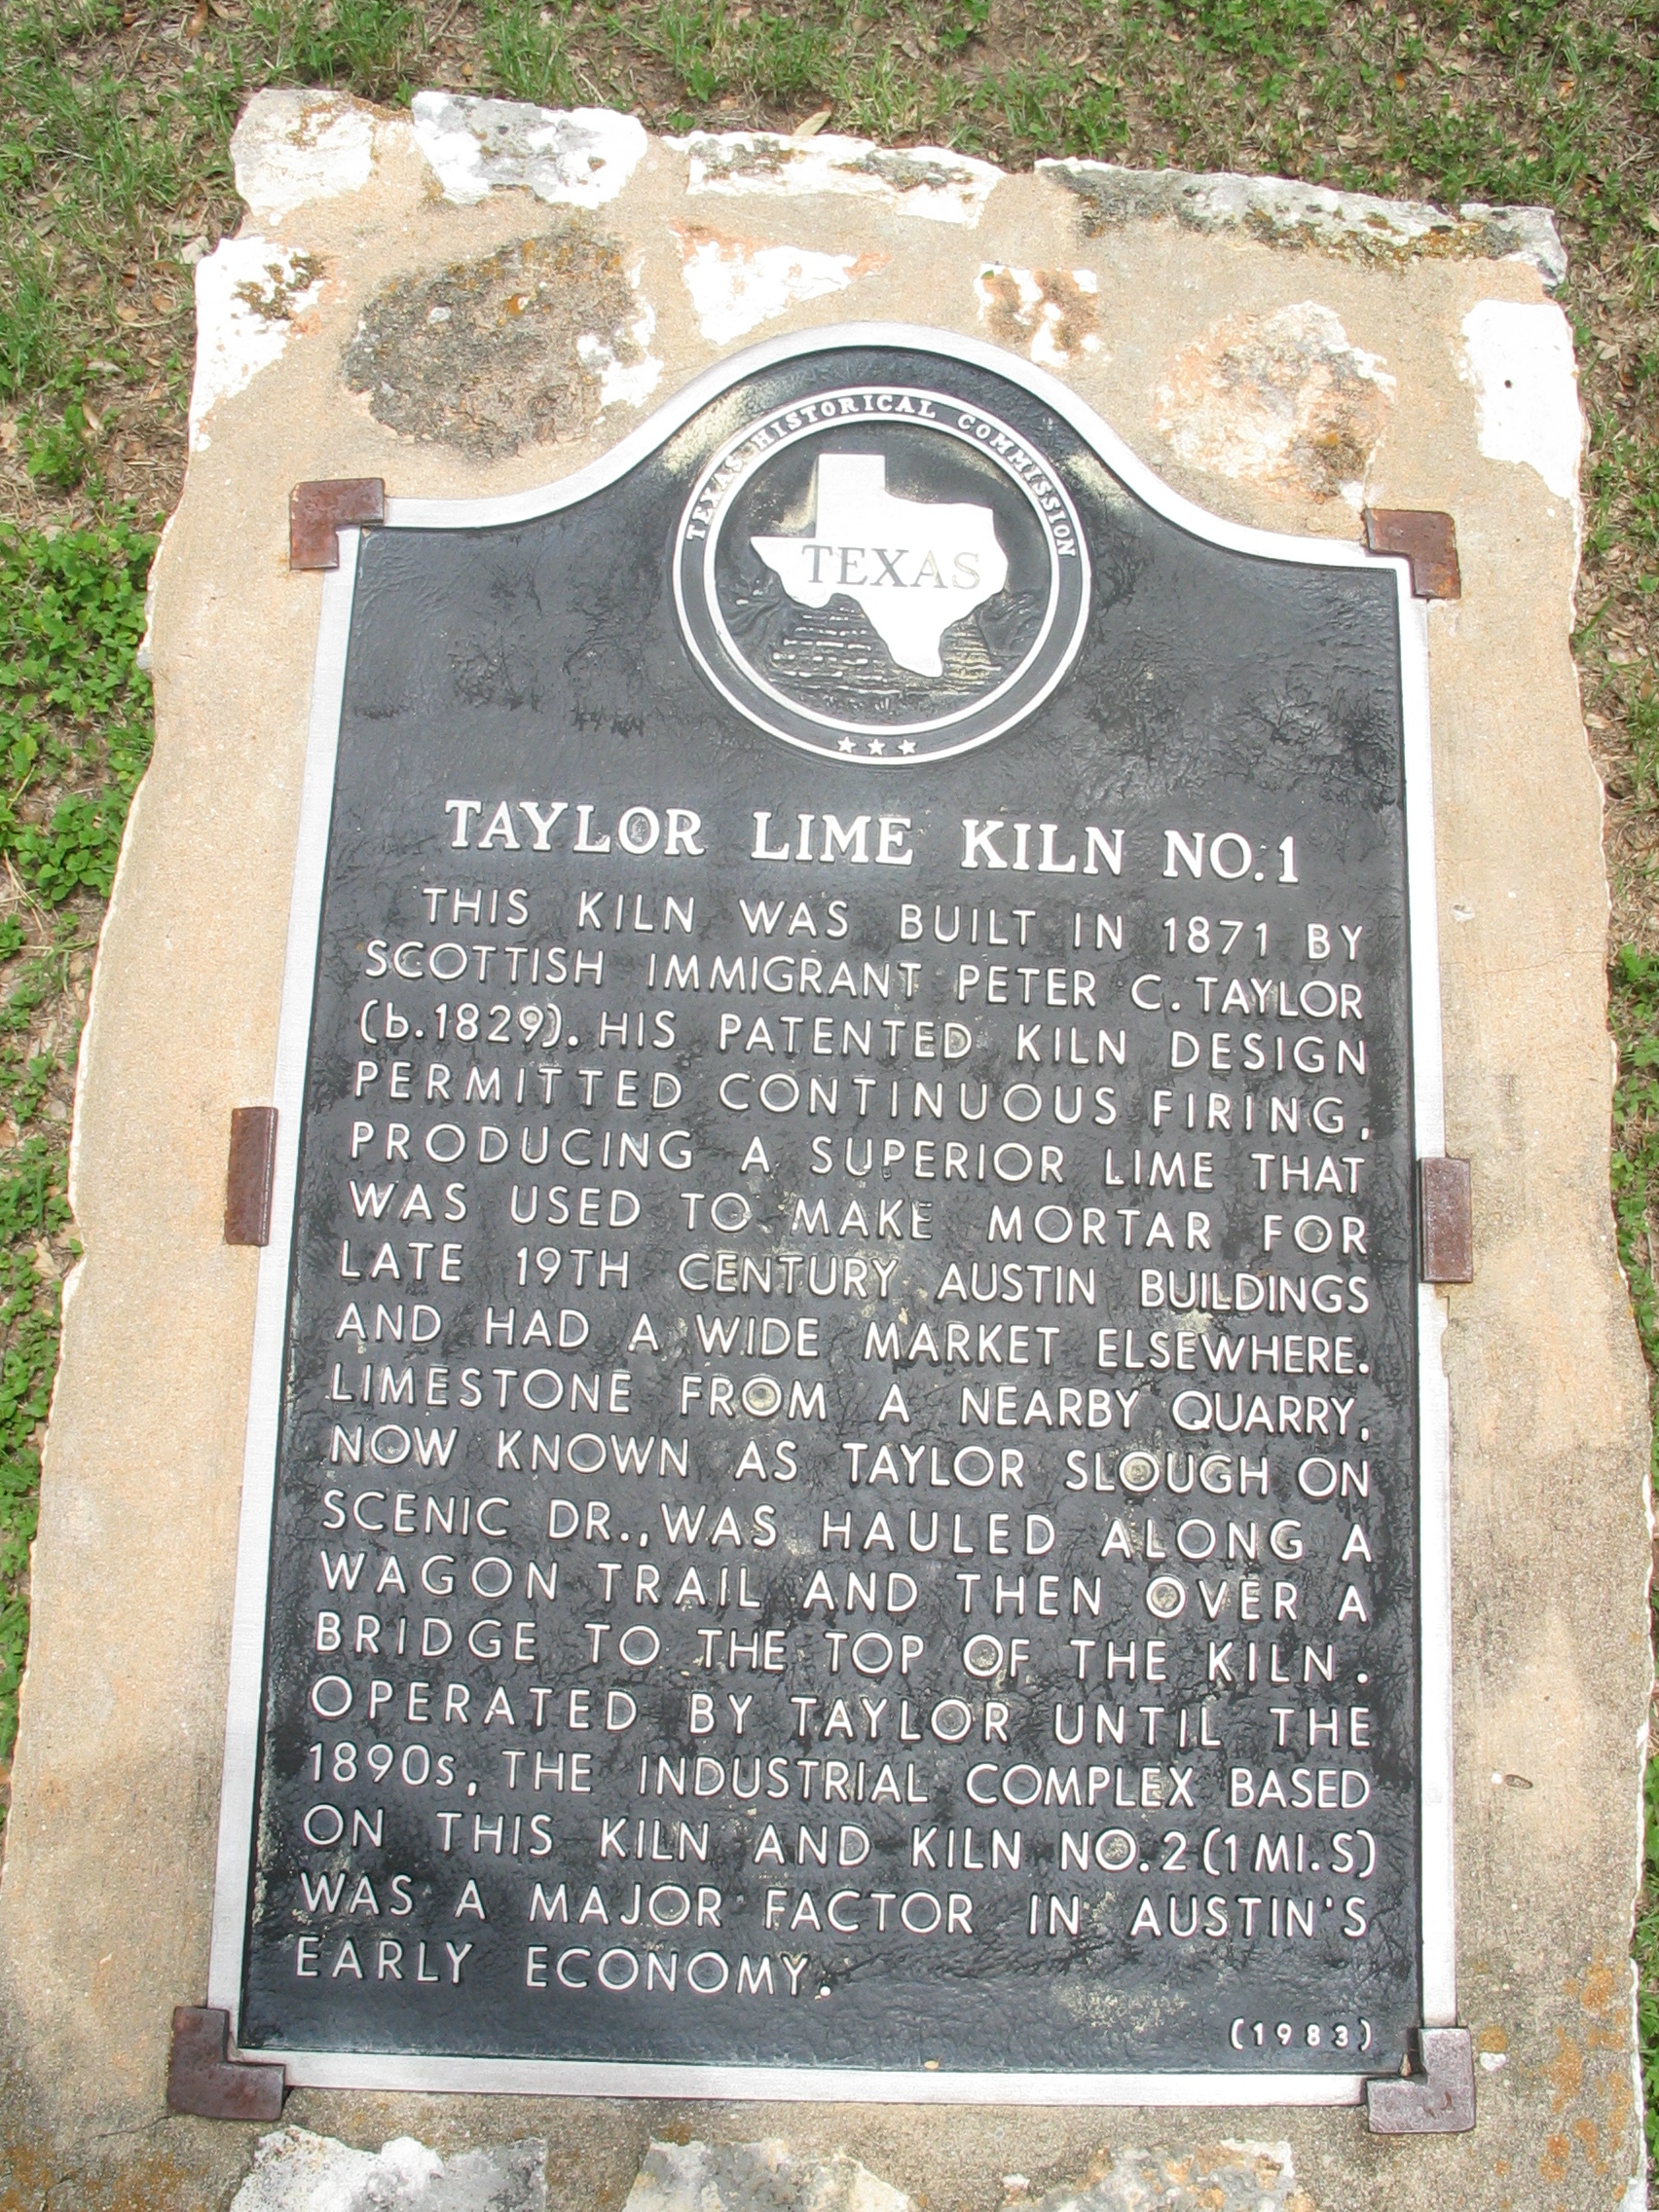 TEXAS HISTORICAL COMMISSION
TEXAS
TAYLOR LIME KILN NO.1
THIS KILN WAS BUILT IN 1871 BY
SCOTTISH IMMIGRANT PETER C. TAYLOR
(b.1829). HIS PATENTED KILN DESIGN
PERMITTED CONTINUOUS FIRING,
PRODUCING A SUPERIOR LIME THAT
WAS USED TO MAKE MORTAR FOR
LATE 19TH CENTURY AUSTIN BUILDINGS
AND HAD A WIDE MARKET ELSEWHERE.
LIMESTONE FROM A NEARBY QUARRY,
NOW KNOWN AS TAYLOR SLOUGH ON
SCENIC DR., WAS HAULED ALONG A
WAGON TRAIL AND THEN OVER A
BRIDGE TO THE TOP OF THE KILN.
OPERATED BY TAYLOR UNTIL THE
1890s, THE INDUSTRIAL COMPLEX BASED
ON THIS KILN AND KILN NO.2 (1 MI. S)
WAS A MAJOR FACTOR IN AUSTIN'S
EARLY ECONOMY.
(1983)